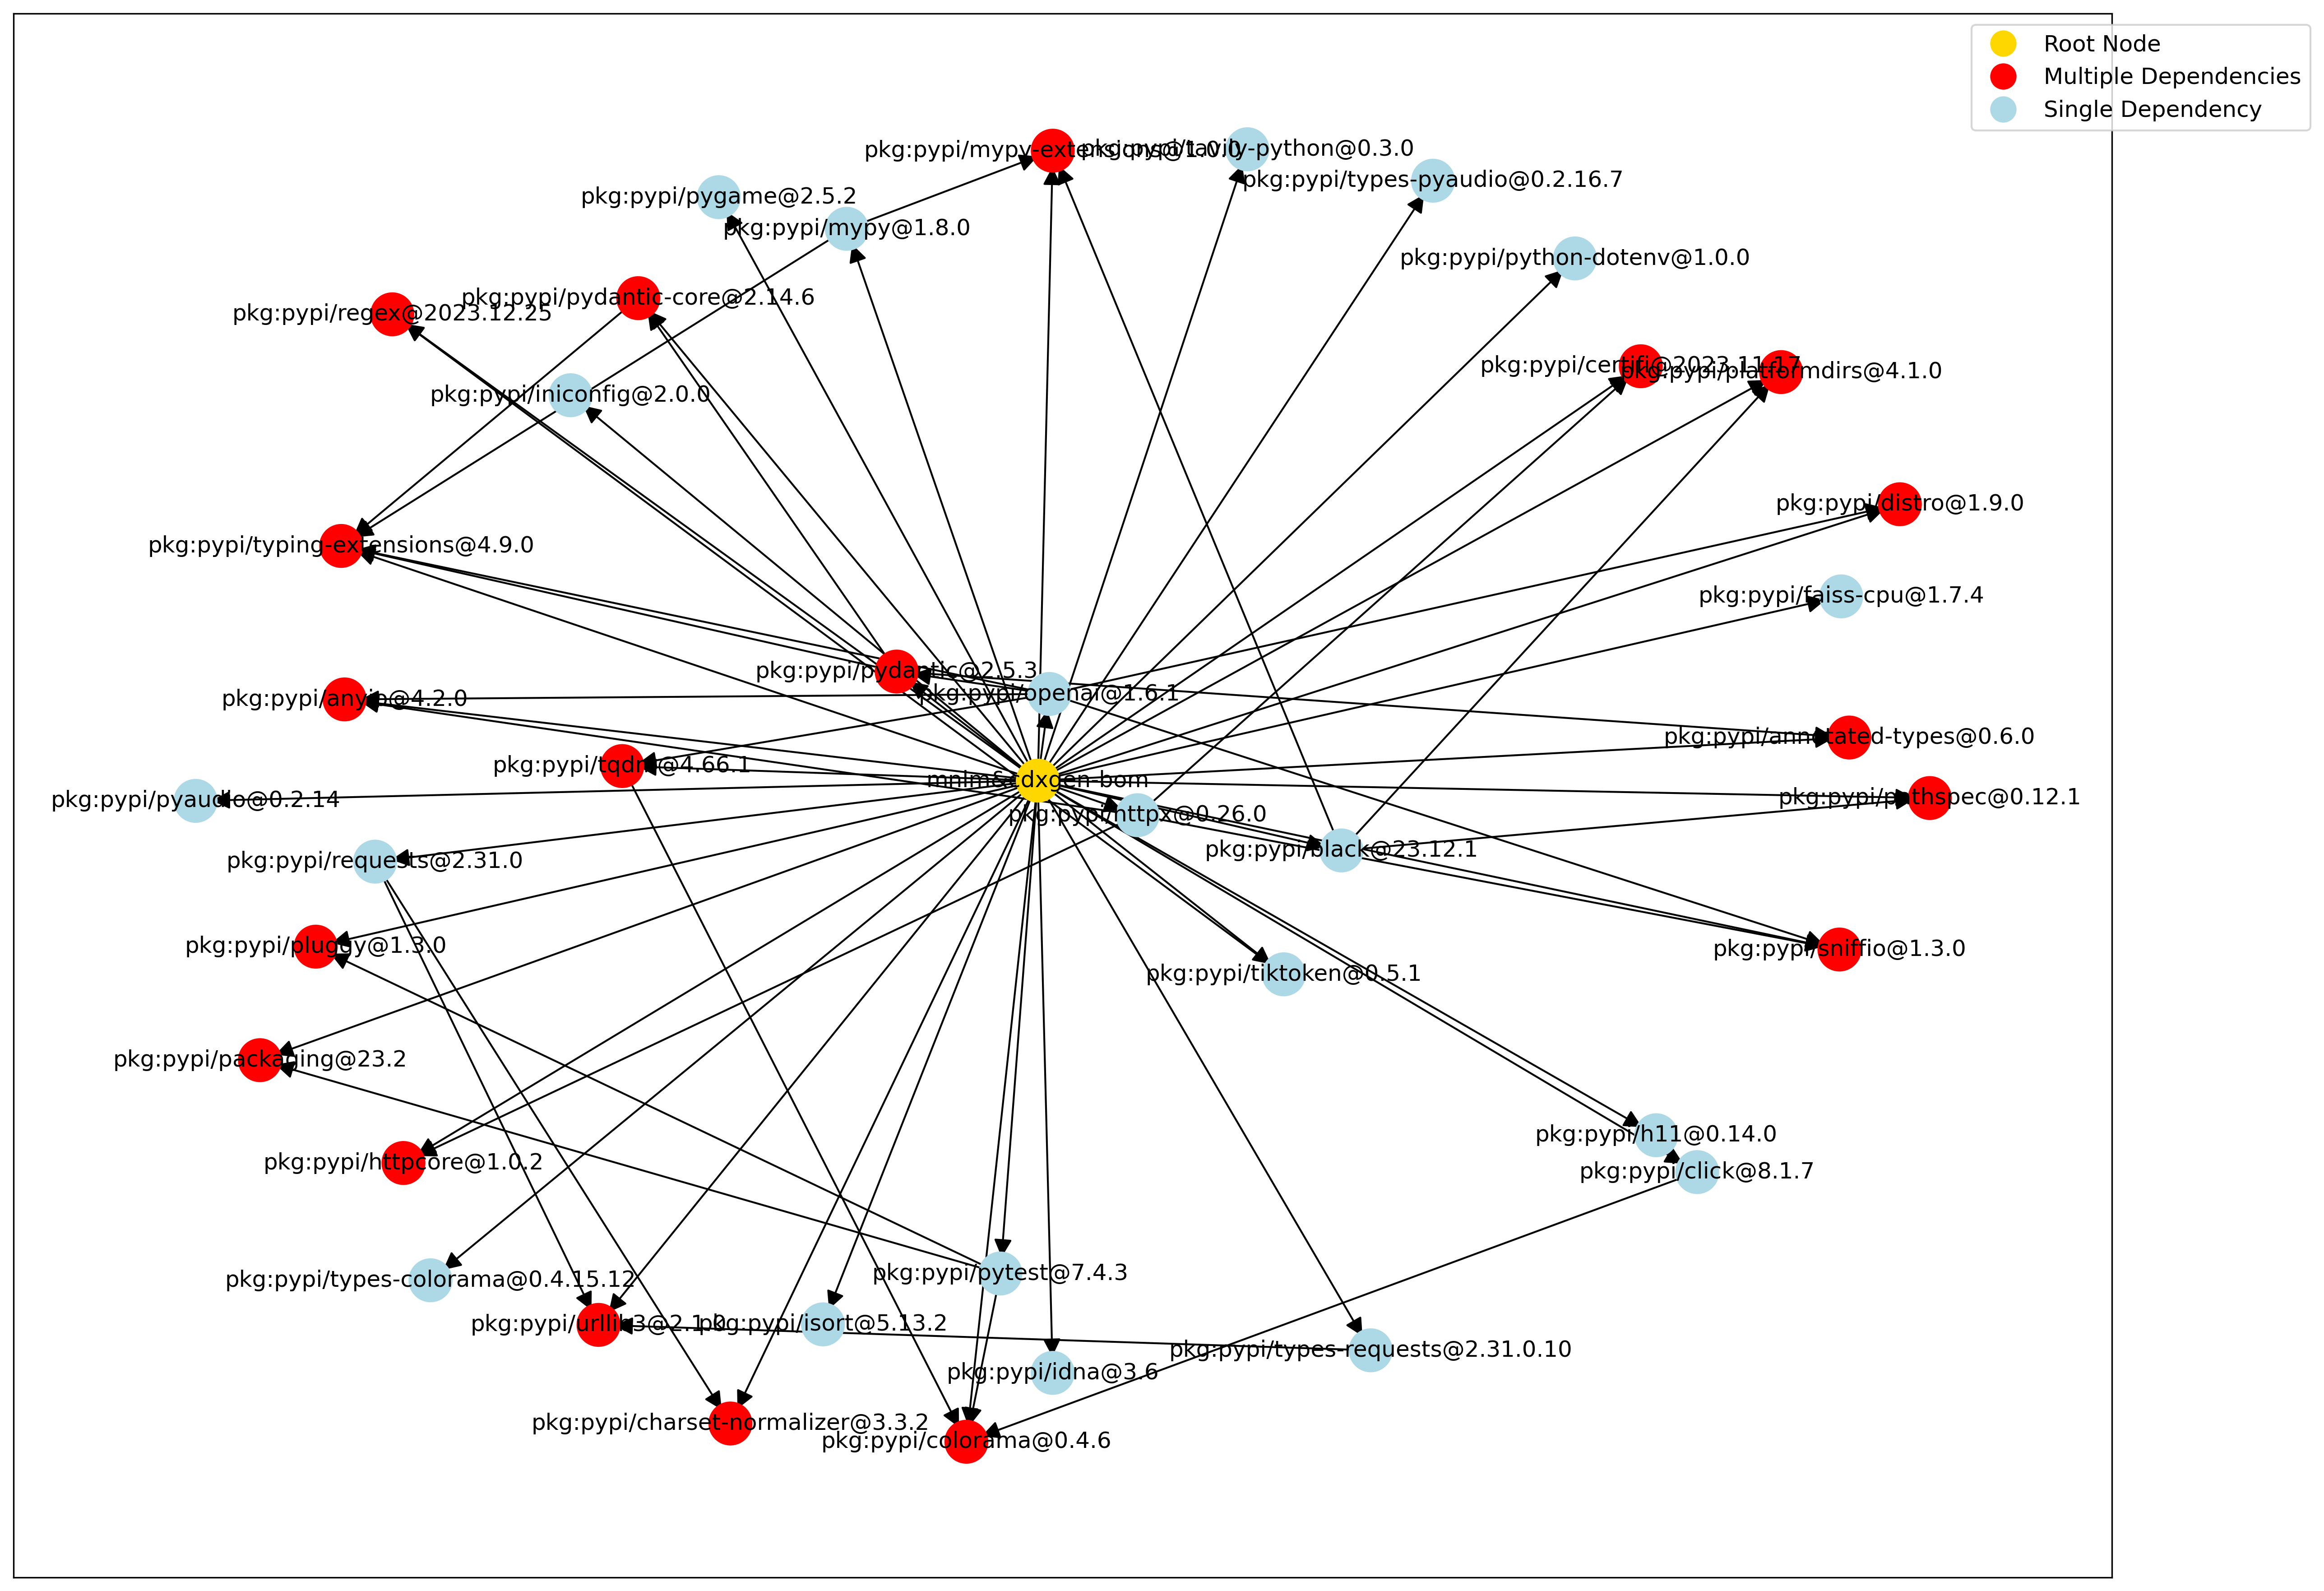 Root Node
Multiple Dependencies
Single Dependency
pkg:pypi/mypy-extensions@1.0.0
pkg:pypi/tavily-python@0.3.0
pkg:pypi/types-pyaudio@0.2.16.7
pkg:pypi/pygame@2.5.2
pkg:pypi/mypy@1.8.0
pkg:pypi/python-dotenv@1.0.0
pkg:pypi/pydantic-core@2.14.6
pkg:pypi/regex@2023.12.25
pkg:pypi/certifi@2023.11.17
pkg:pypi/platformdirs@4.1.0
pkg:pypi/iniconfig@2.0.0
pkg:pypi/distro@1.9.0
pkg:pypi/typing-extensions@4.9.0
pkg:pypi/faiss-cpu@1.7.4
pkg:pypi/pydantic@2.5.3
pkg:pypi/openai@1.6.1
pkg:pypi/anyio@4.2.0
pkg:pypi/annotated-types@0.6.0
pkg:pypi/tqdm@4.66.1
mnlm&cdxgen-bom
pkg:pypi/pyaudio@0.2.14
pkg:pypi/pathspec@0.12.1
pkg:pypi/httpx@0.26.0
pkg:pypi/black@23.12.1
pkg:pypi/requests@2.31.0
pkg:pypi/pluggy@1.3.0
pkg:pypi/sniffio@1.3.0
pkg:pypi/tiktoken@0.5.1
pkg:pypi/packaging@23.2
pkg:pypi/h11@0.14.0
pkg:pypi/httpcore@1.0.2
pkg:pypi/click@8.1.7
pkg:pypi/pytest@7.4.3
pkg:pypi/types-colorama@0.4.15.12
pkg:pypi/urllib3@2.1.0
pkg:pypi/isort@5.13.2
pkg:pypi/types-requests@2.31.0.10
pkg:pypi/idna@3.6
pkg:pypi/charset-normalizer@3.3.2
pkg:pypi/colorama@0.4.6